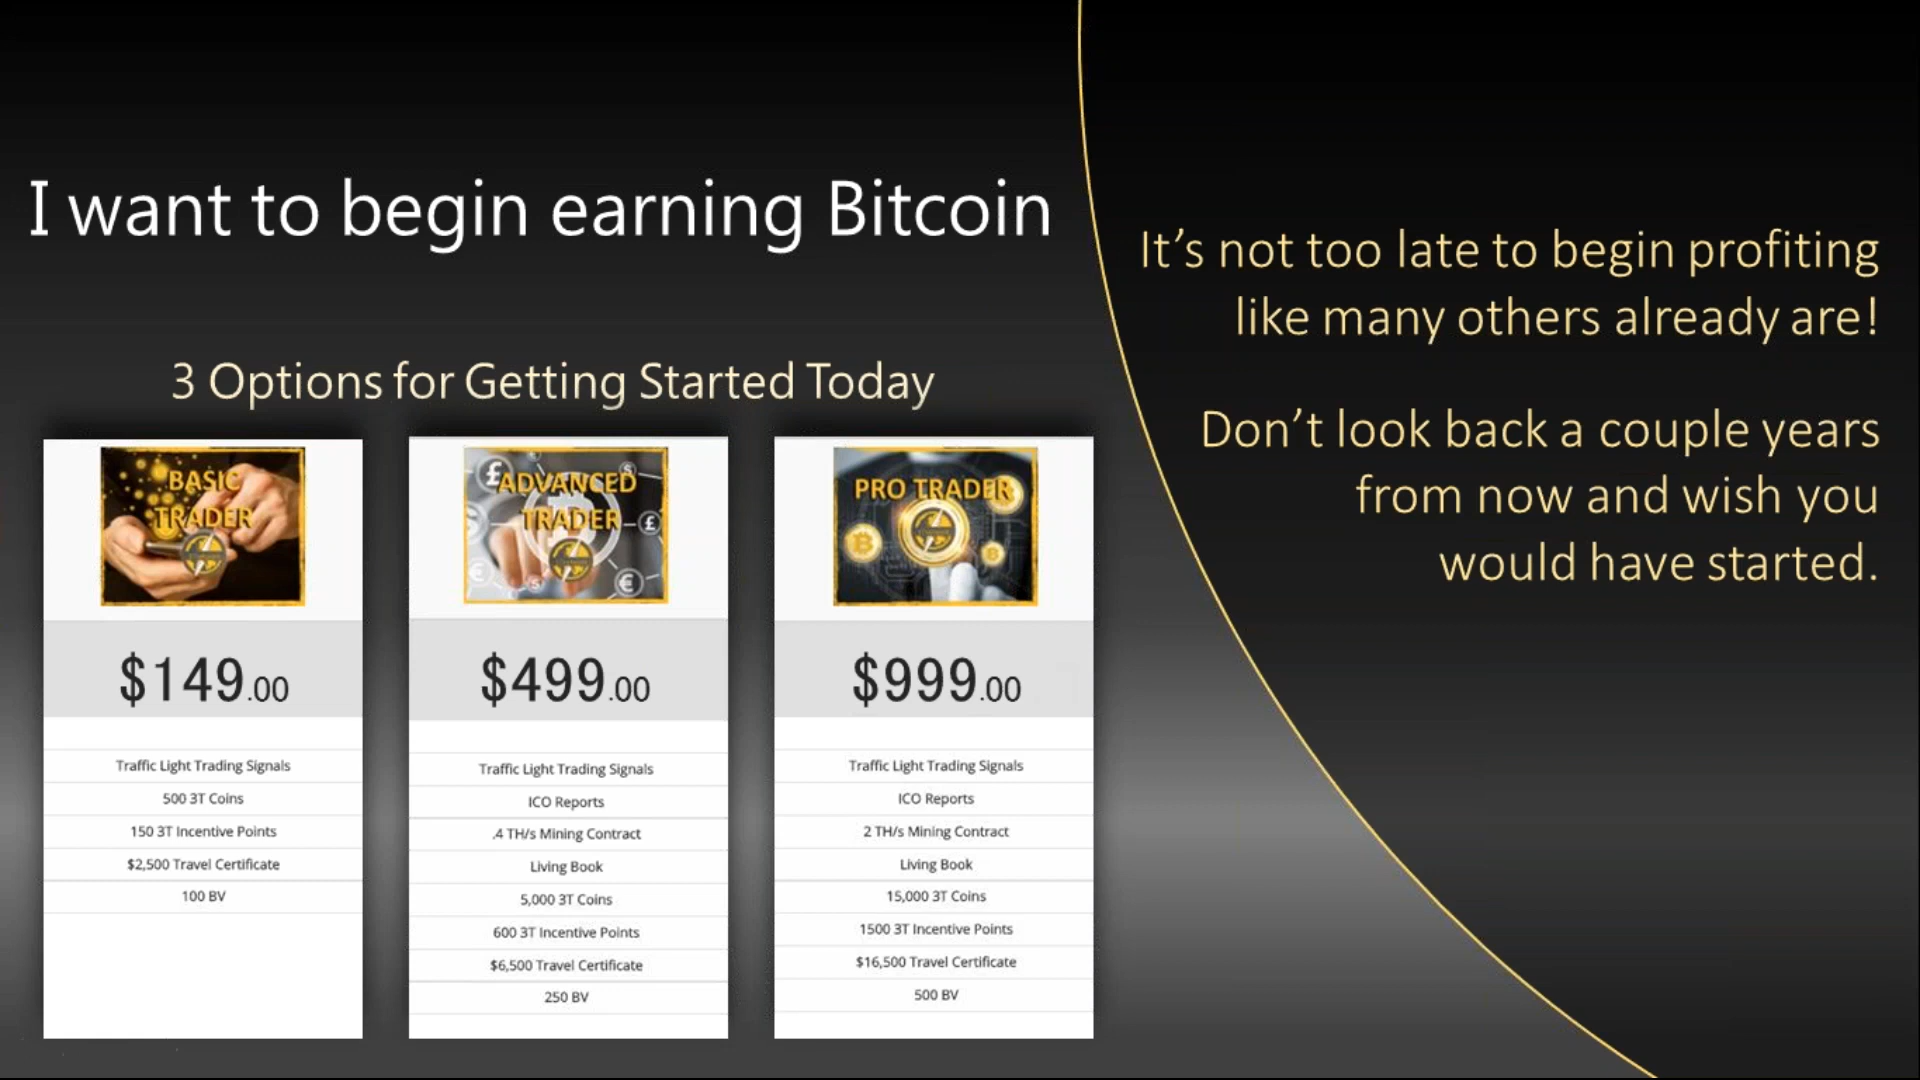 I want to begin earning Bitcoin
3 Options for Getting Started Today
BASIC
TRADER
$149.00
Traffic Light Trading Signals
500 3T Coins
150 3T Incentive Points
$2,500 Travel Certificate
100 BV
ADVANCED
TRADER
$499.00
Traffic Light Trading Signals
ICO Reports
.4 TH/s Mining Contract
Living Book
5,000 3T Coins
600 3T Incentive Points
$6,500 Travel Certificate
250 BV
PRO TRADER
$999.00
Traffic Light Trading Signals
ICO Reports
2 TH/s Mining Contract
Living Book
15,000 3T Coins
1500 3T Incentive Points
$16,500 Travel Certificate
500 BV
It’s not too late to begin profiting
like many others already are!
Don’t look back a couple years
from now and wish you
would have started.